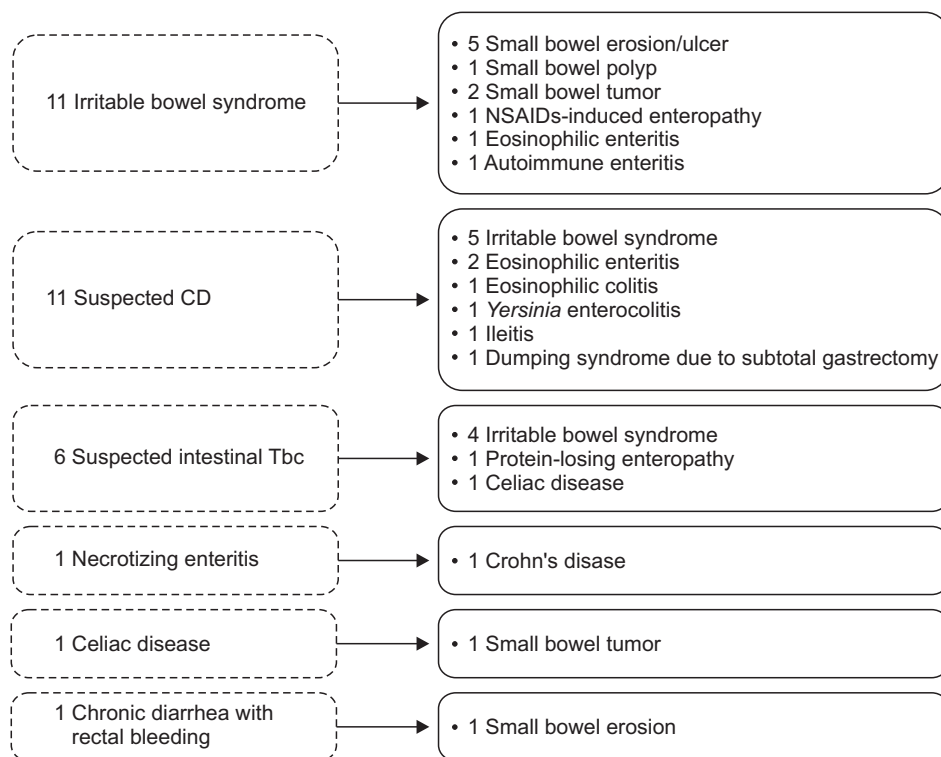 11 Irritable bowel syndrome
• 5 Small bowel erosion/ulcer
• 1 Small bowel polyp
• 2 Small bowel tumor
• 1 NSAIDs-induced enteropathy
• 1 Eosinophilic enteritis
• 1 Autoimmune enteritis
11 Suspected CD
• 5 Irritable bowel syndrome
• 2 Eosinophilic enteritis
• 1 Eosinophilic colitis
• 1 Yersinia enterocolitis
• 1 Ileitis
• 1 Dumping syndrome due to subtotal gastrectomy
6 Suspected intestinal Tbc
• 4 Irritable bowel syndrome
• 1 Protein-losing enteropathy
• 1 Celiac disease
1 Necrotizing enteritis
• 1 Crohn's disase
1 Celiac disease
• 1 Small bowel tumor
1 Chronic diarrhea with
rectal bleeding
• 1 Small bowel erosion